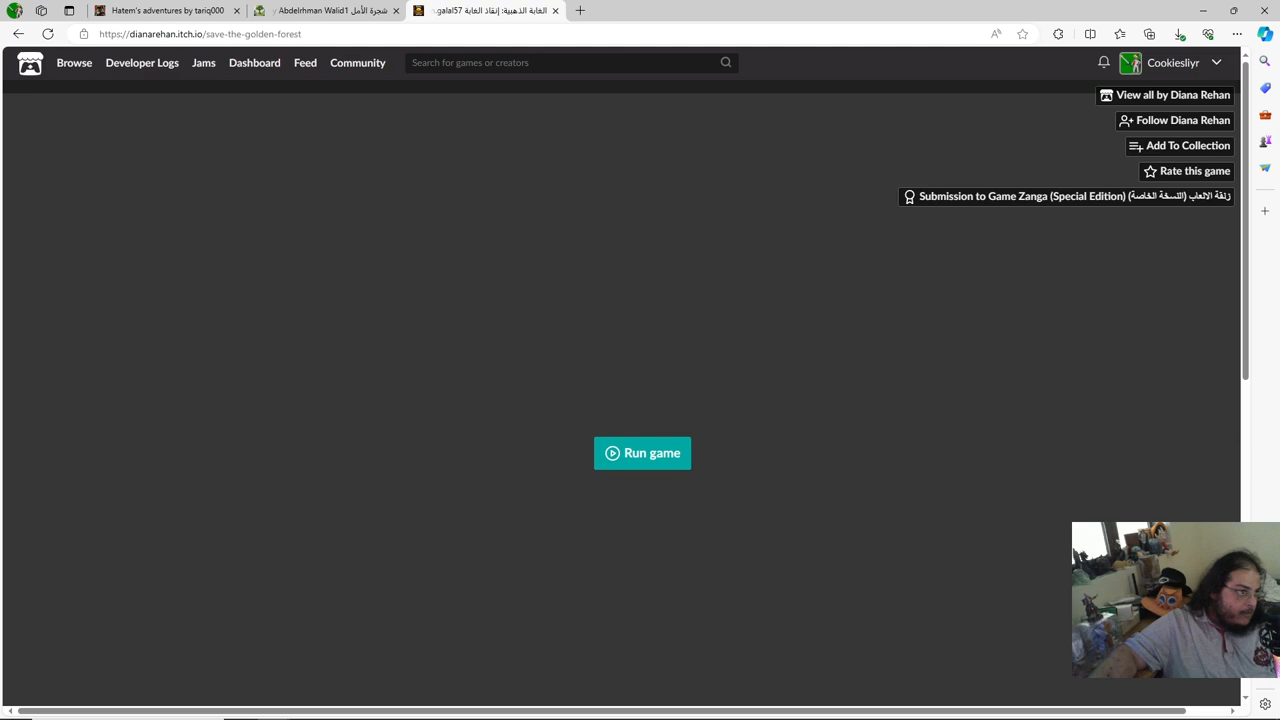 Hatem's adventures by tariq000
شجرة الأمل by Abdelrhman Walid1
الغابة الذهبية: إنقاذ الغابة galal57
https://dianarehan.itch.io/save-the-golden-forest
Browse
Developer Logs
Jams
Dashboard
Feed
Community
Search for games or creators
Cookiesliyr
View all by Diana Rehan
Follow Diana Rehan
Add To Collection
Rate this game
Submission to Game Zanga (Special Edition) زنقة الالعاب (النسخة الخاصة)
Run game